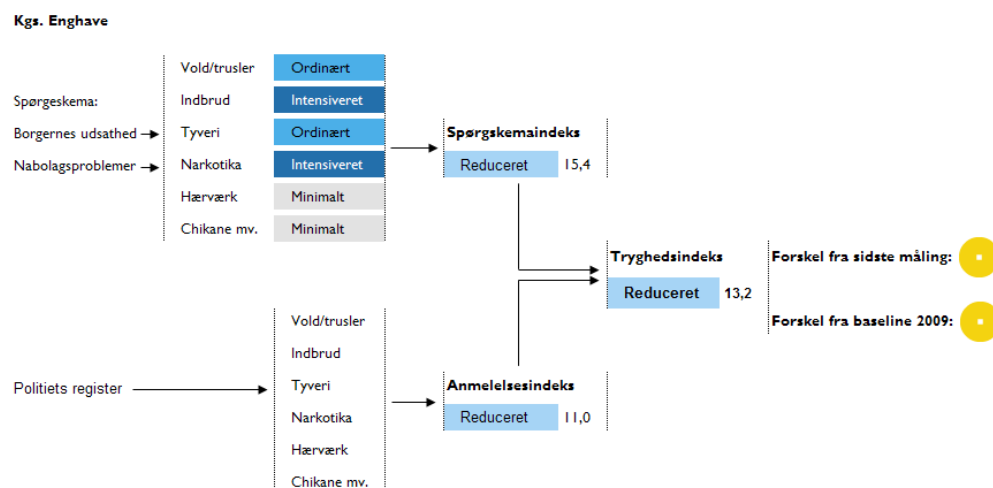 Kgs. Enghave
Vold/trusler Ordinært
Spørgeskema: Indbrud Intensiveret
Borgernes udsathed Tyveri Ordinært
Nabolagsproblemer Narkotika Intensiveret
Hærværk Minimalt
Chikane mv. Minimalt
Spørgskemaindeks
Reduceret 15,4
Tryghedsindeks
Reduceret 13,2
Forskel fra sidste måling:
Forskel fra baseline 2009:
Politiets register
Vold/trusler
Indbrud
Tyveri
Narkotika
Hærværk
Chikane mv.
Anmelelsesindeks
Reduceret 11,0